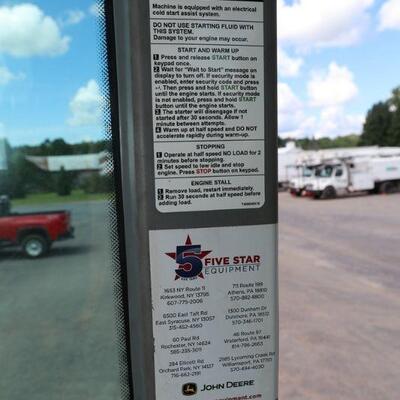 Machine is equipped with an electrical
cold start assist system.
DO NOT USE STARTING FLUID WITH
THIS SYSTEM.
Damage to your engine may occur.
START AND WARM UP
1 Press and release START button on
keypad once.
2 Wait for "Wait to Start" message on
display to turn off. If security mode is
enabled, enter security code and press
Then press and hold START button
until the engine starts. If security mode
is not enabled, press and hold START
button until the engine starts.
3 The starter will disengage if not
started after 30 seconds. Allow 1
minute between attempts.
4 Warm up at half speed and DO NOT
accelerate rapidly during warm-up.
STOPPING
1 Operate at half speed NO LOAD for 2
minutes before stopping.
2 Set speed to low idle and stop
engine. Press STOP button on keypad.
ENGINE STALL
1 Remove load, restart immediately.
2 Run 30 seconds at half speed before
adding load.
5 FIVE STAR
EQUIPMENT
1653 NY Route 11
Kirkwood, NY 13795
607-775-2006
711 Route 199
Athens, PA 18810
570-882-8800
6500 East Taft Rd
East Syracuse, NY 13057
315-452-4560
1300 Dunham Dr
Dunmore, PA 18512
570-346-1701
60 Paul Rd
Rochester, NY 14624
585-235-3011
46 Route 97
Waterford, PA 16441
814-796-2663
284 Ellicott Rd
Orchard Park, NY 14127
716-662-2191
2585 Lycoming Creek Rd
Williamsport, PA 17701
570-494-4030
JOHN DEERE